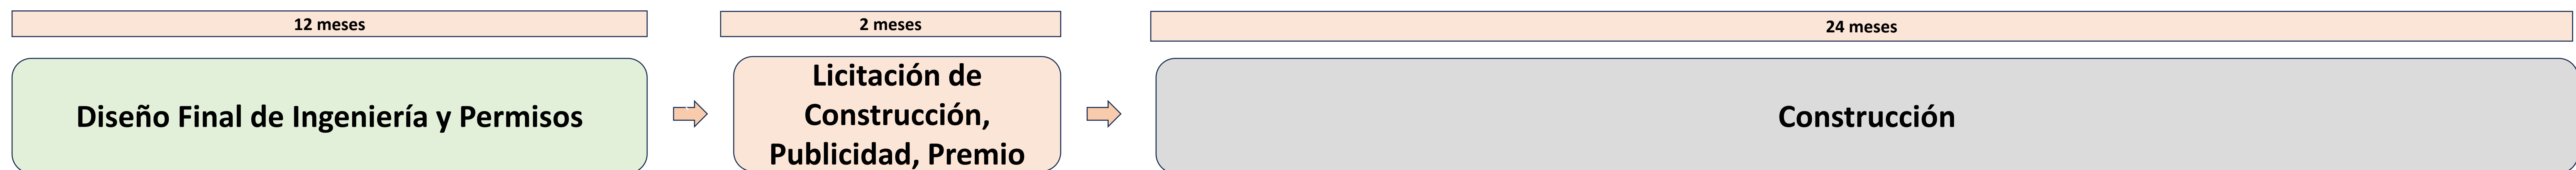 12 meses
2 meses
24 meses
Diseño Final de Ingeniería y Permisos
Licitación de
Construcción,
Publicidad, Premio
Construcción